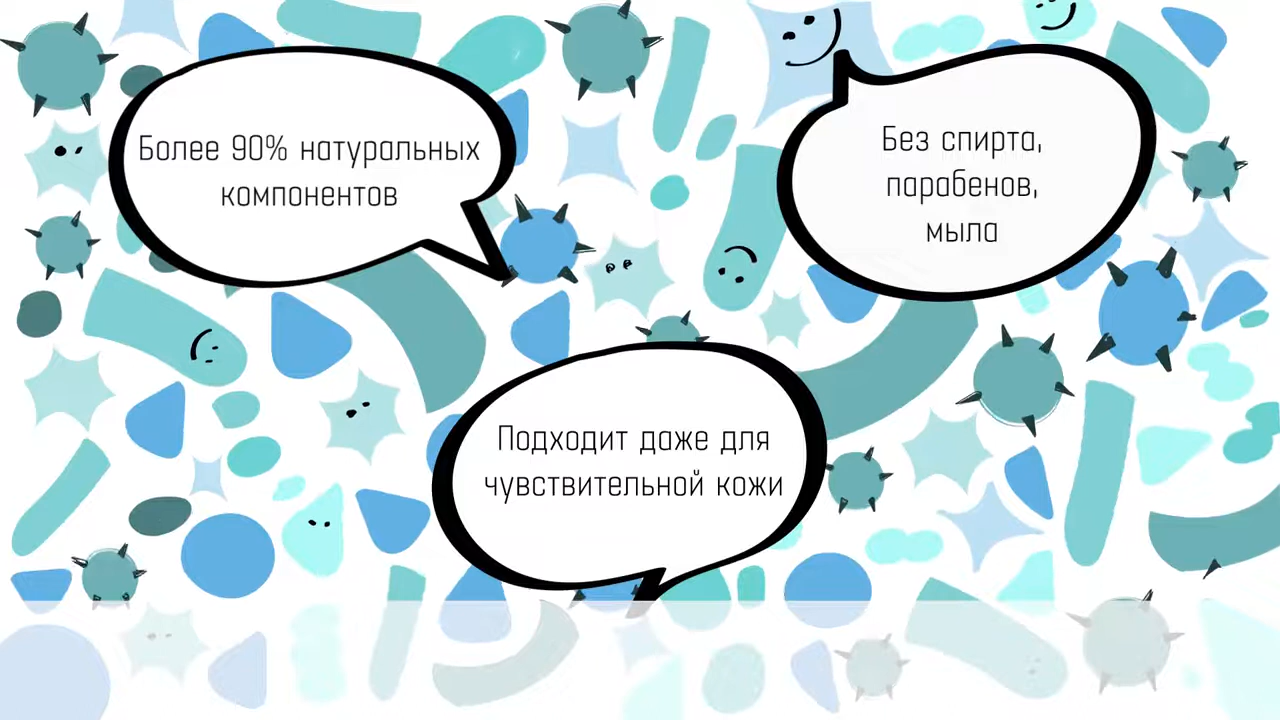 Более 90% натуральных
компонентов
Без спирта,
парабенов,
мыла
Подходит даже для
чувствительной кожи